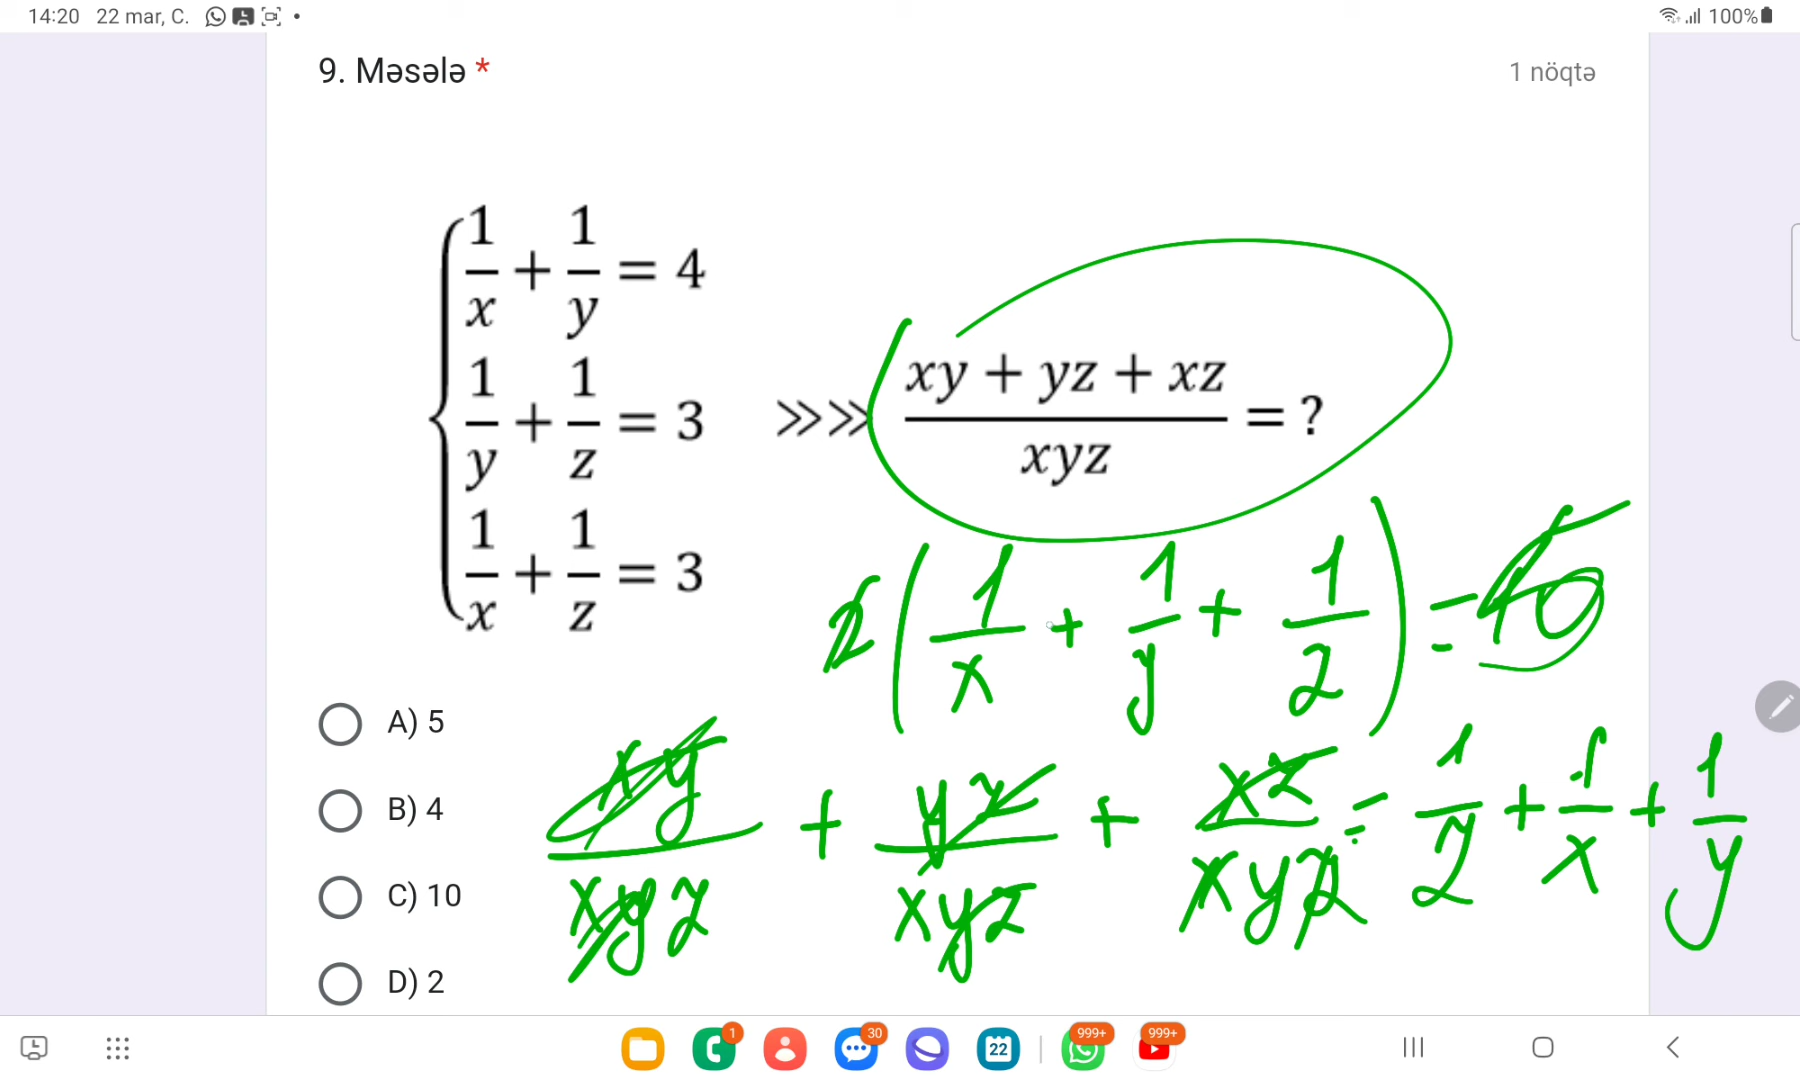 14:20 22 mar, C. •
100%
9. Məsələ *
1 nöqtə
1/x + 1/y = 4
1/y + 1/z = 3
1/x + 1/z = 3
>>>> (xy + yz + xz)/xyz = ?
2(1/x + 1/y + 1/z) = 10
xy/xyz + yz/xyz + xz/xyz = 1/z + 1/x + 1/y
A) 5
B) 4
C) 10
D) 2
1
30
22
999+
999+